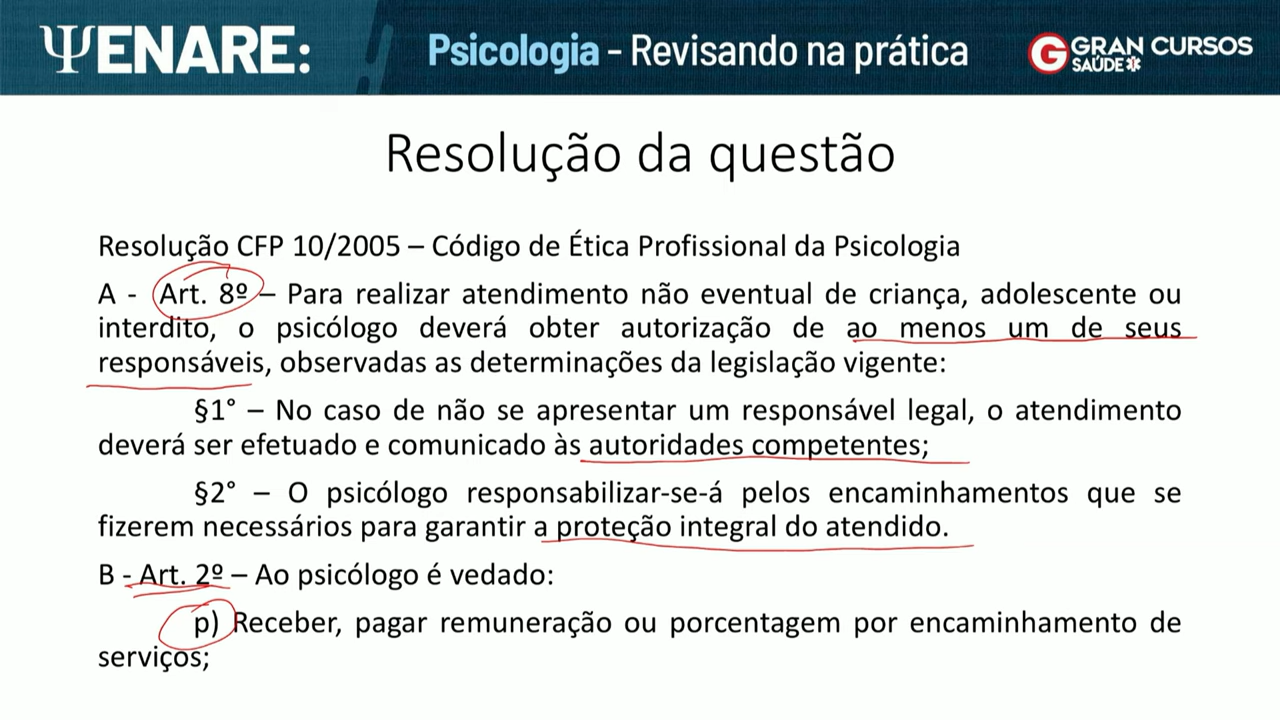 ΨENARE:
Psicologia - Revisando na prática
GRAN CURSOS
SAÚDE
Resolução da questão
Resolução CFP 10/2005 – Código de Ética Profissional da Psicologia
A - Art. 8º – Para realizar atendimento não eventual de criança, adolescente ou
interdito, o psicólogo deverá obter autorização de ao menos um de seus
responsáveis, observadas as determinações da legislação vigente:
§1° – No caso de não se apresentar um responsável legal, o atendimento
deverá ser efetuado e comunicado às autoridades competentes;
§2° – O psicólogo responsabilizar-se-á pelos encaminhamentos que se
fizerem necessários para garantir a proteção integral do atendido.
B - Art. 2º – Ao psicólogo é vedado:
p) Receber, pagar remuneração ou porcentagem por encaminhamento de
serviços;